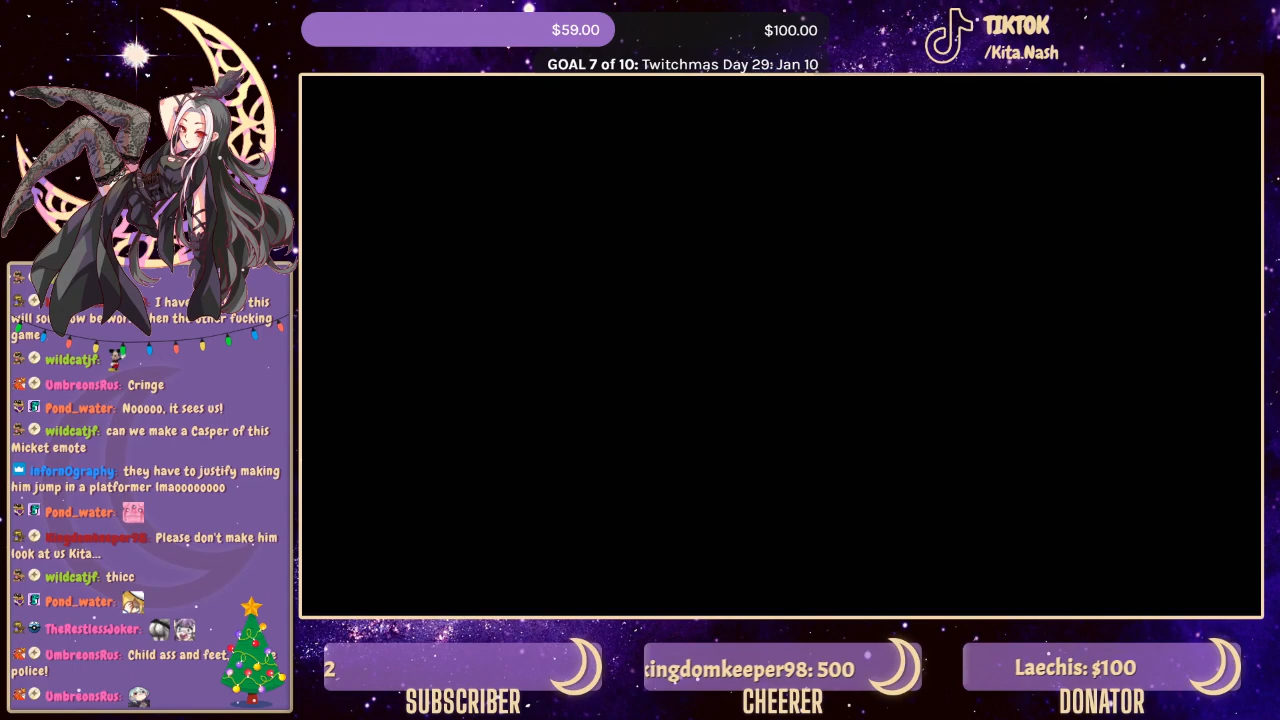 $59.00
$100.00
GOAL 7 of 10: Twitchmas Day 29: Jan 10
TIKTOK
/Kita.Nash
I have this
will be then the other fucking
game
wildcatjf:
UmbreonsRus: Cringe
Pond_water: Nooooo, it sees us!
wildcatjf: can we make a Casper of this
Micket emote
inforn0graphy: they have to justify making
him jump in a platformer lmaoooooooo
Pond_water:
Kingdomkeeper98: Please don't make him
look at us Kita...
wildcatjf: thicc
Pond_water:
TheRestlessJoker:
UmbreonsRus: Child ass and feet,
police!
UmbreonsRus:
2
kingdomkeeper98: 500
Laechis: $100
SUBSCRIBER
CHEERER
DONATOR